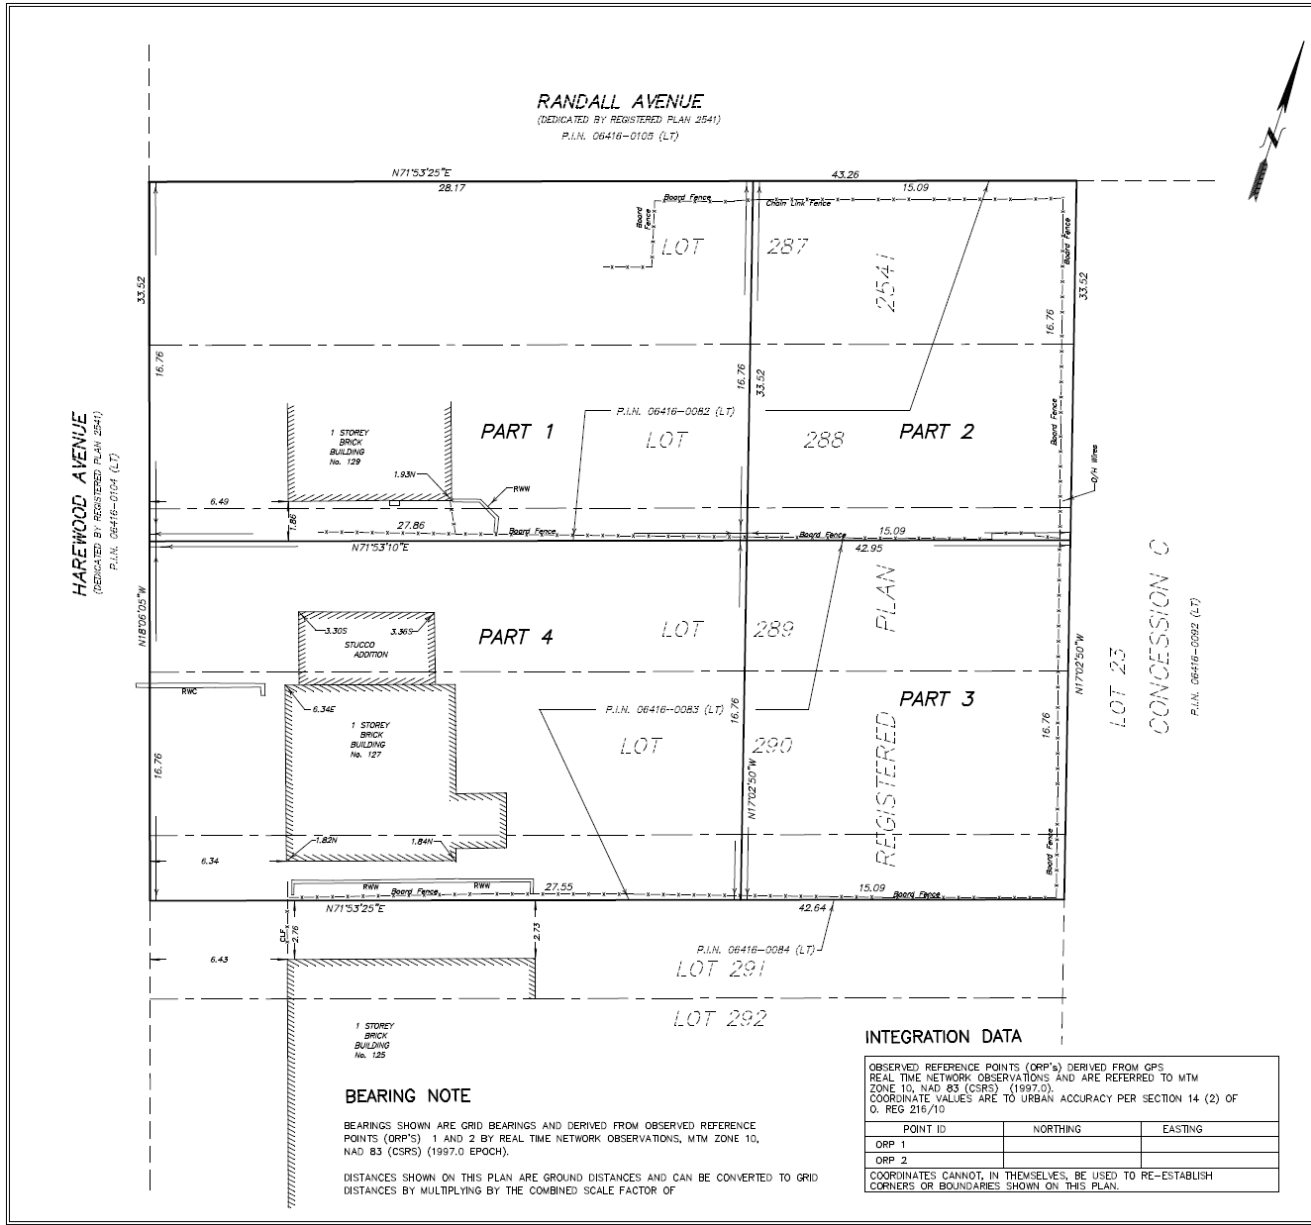 RANDALL AVENUE
(DEDICATED BY REGISTERED PLAN 2541)
P.I.N. 06416-0105 (LT)
N
N71°53'25"E
28.17
43.26
15.09
Board Fence
Chain Link Fence
Board Fence
Board Fence
LOT 287
2541
33.52
33.52
16.76
16.76
16.76
33.52
P.I.N. 06416-0082 (LT)
PART 1
PART 2
LOT 288
Board Fence
O/H Wires
1 STOREY
BRICK
BUILDING
No. 129
1.93N
RWW
6.49
1.86
27.86
Board Fence
15.09
Board Fence
N71°53'10"E
42.95
HAREWOOD AVENUE
(DEDICATED BY REGISTERED PLAN 2541)
P.I.N. 06416-0104 (LT)
N18°06'05"W
3.30S
3.36S
STUCCO
ADDITION
PART 4
LOT 289
PLAN
LOT 23
CONCESSION C
P.I.N. 06416-0092 (LT)
N17°02'50"W
RWC
6.34E
P.I.N. 06416--0083 (LT)
16.76
PART 3
16.76
1 STOREY
BRICK
BUILDING
No. 127
LOT 290
REGISTERED
16.76
N17°02'50"W
1.82N
1.84N
6.34
Board Fence
RWW
Board Fence
RWW
27.55
15.09
Board Fence
N71°53'25"E
42.64
CLF
2.76
2.73
6.43
P.I.N. 06416-0084 (LT)
LOT 291
LOT 292
1 STOREY
BRICK
BUILDING
No. 125
BEARING NOTE
BEARINGS SHOWN ARE GRID BEARINGS AND DERIVED FROM OBSERVED REFERENCE
POINTS (ORP'S) 1 AND 2 BY REAL TIME NETWORK OBSERVATIONS, MTM ZONE 10,
NAD 83 (CSRS) (1997.0 EPOCH).
DISTANCES SHOWN ON THIS PLAN ARE GROUND DISTANCES AND CAN BE CONVERTED TO GRID
DISTANCES BY MULTIPLYING BY THE COMBINED SCALE FACTOR OF
INTEGRATION DATA
OBSERVED REFERENCE POINTS (ORP's) DERIVED FROM GPS
REAL TIME NETWORK OBSERVATIONS AND ARE REFERRED TO MTM
ZONE 10, NAD 83 (CSRS) (1997.0).
COORDINATE VALUES ARE TO URBAN ACCURACY PER SECTION 14 (2) OF
O. REG 216/10
POINT ID NORTHING EASTING
ORP 1
ORP 2
COORDINATES CANNOT, IN THEMSELVES, BE USED TO RE-ESTABLISH
CORNERS OR BOUNDARIES SHOWN ON THIS PLAN.